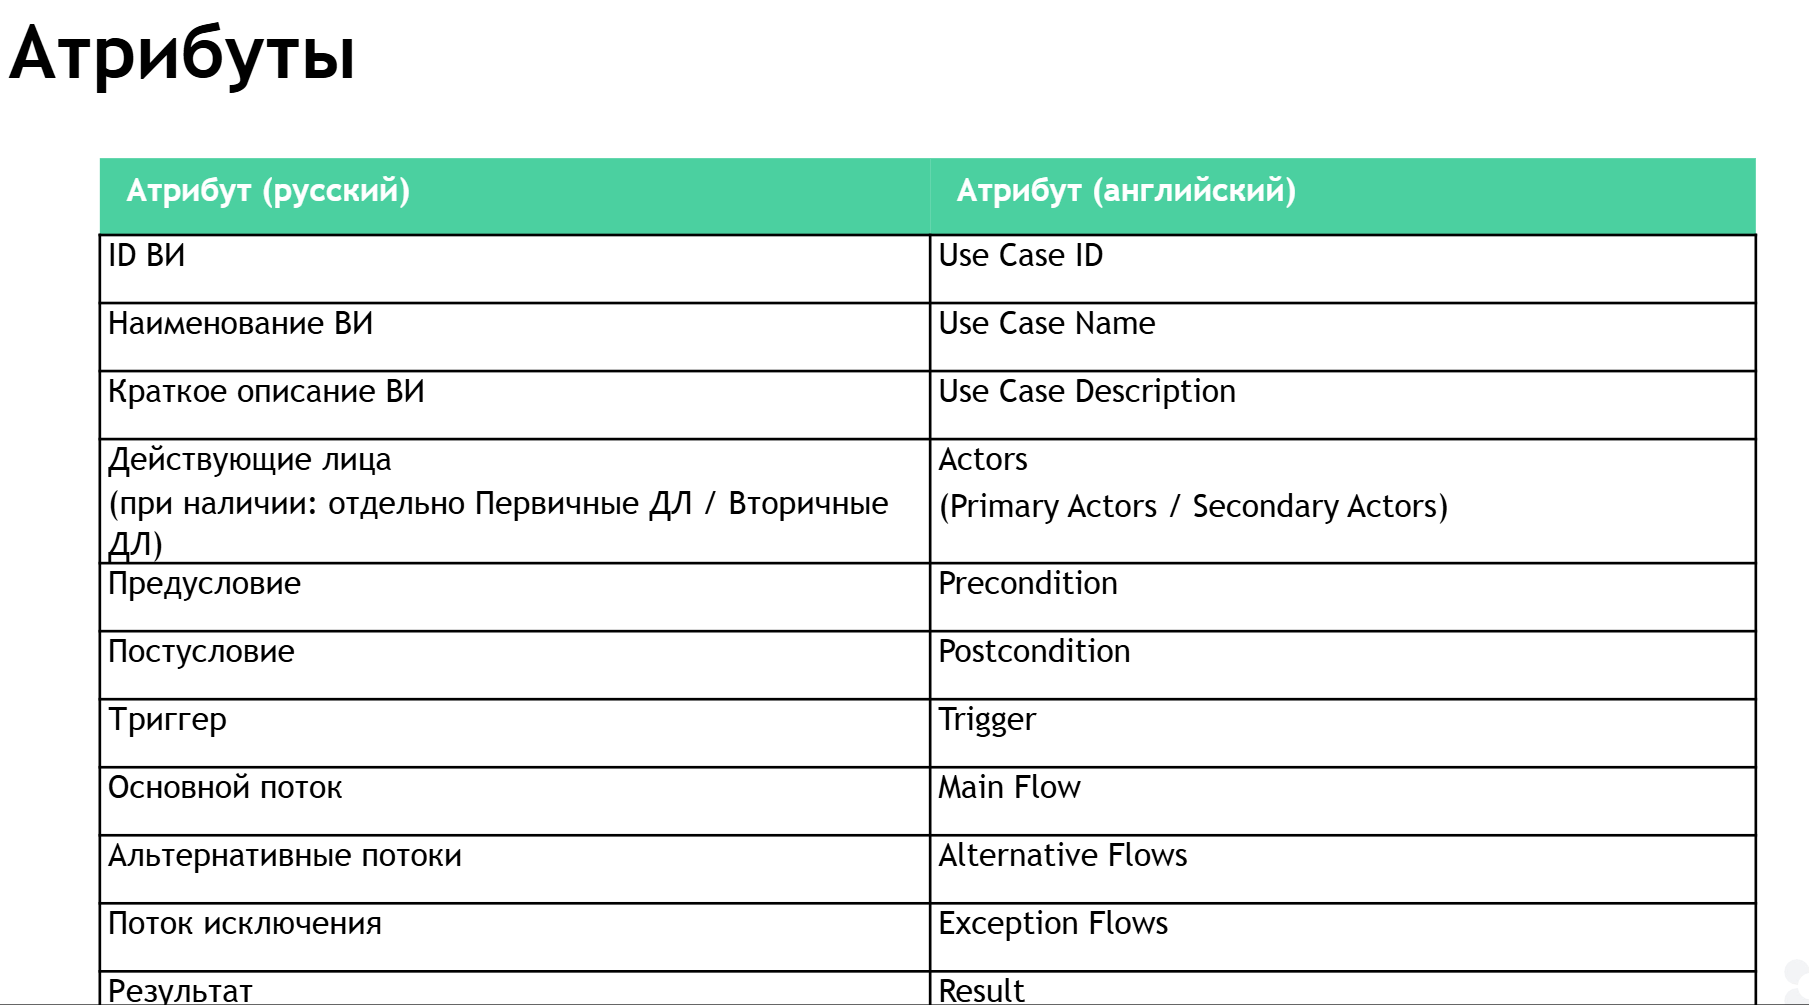 Атрибуты
Атрибут (русский)
Атрибут (английский)
ID ВИ
Use Case ID
Наименование ВИ
Use Case Name
Краткое описание ВИ
Use Case Description
Действующие лица
(при наличии: отдельно Первичные ДЛ / Вторичные
ДЛ)
Actors
(Primary Actors / Secondary Actors)
Предусловие
Precondition
Постусловие
Postcondition
Триггер
Trigger
Основной поток
Main Flow
Альтернативные потоки
Alternative Flows
Поток исключения
Exception Flows
Результат
Result